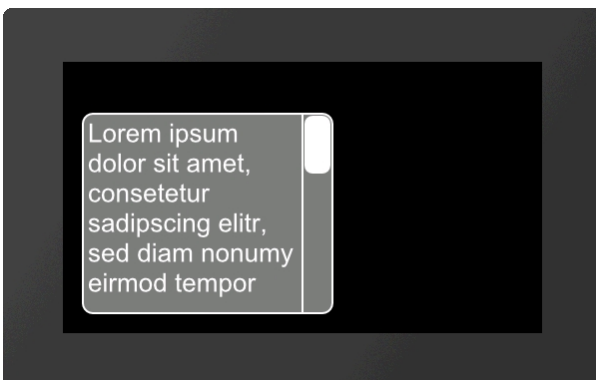 Lorem ipsum
dolor sit amet,
consetetur
sadipscing elitr,
sed diam nonumy
eirmod tempor